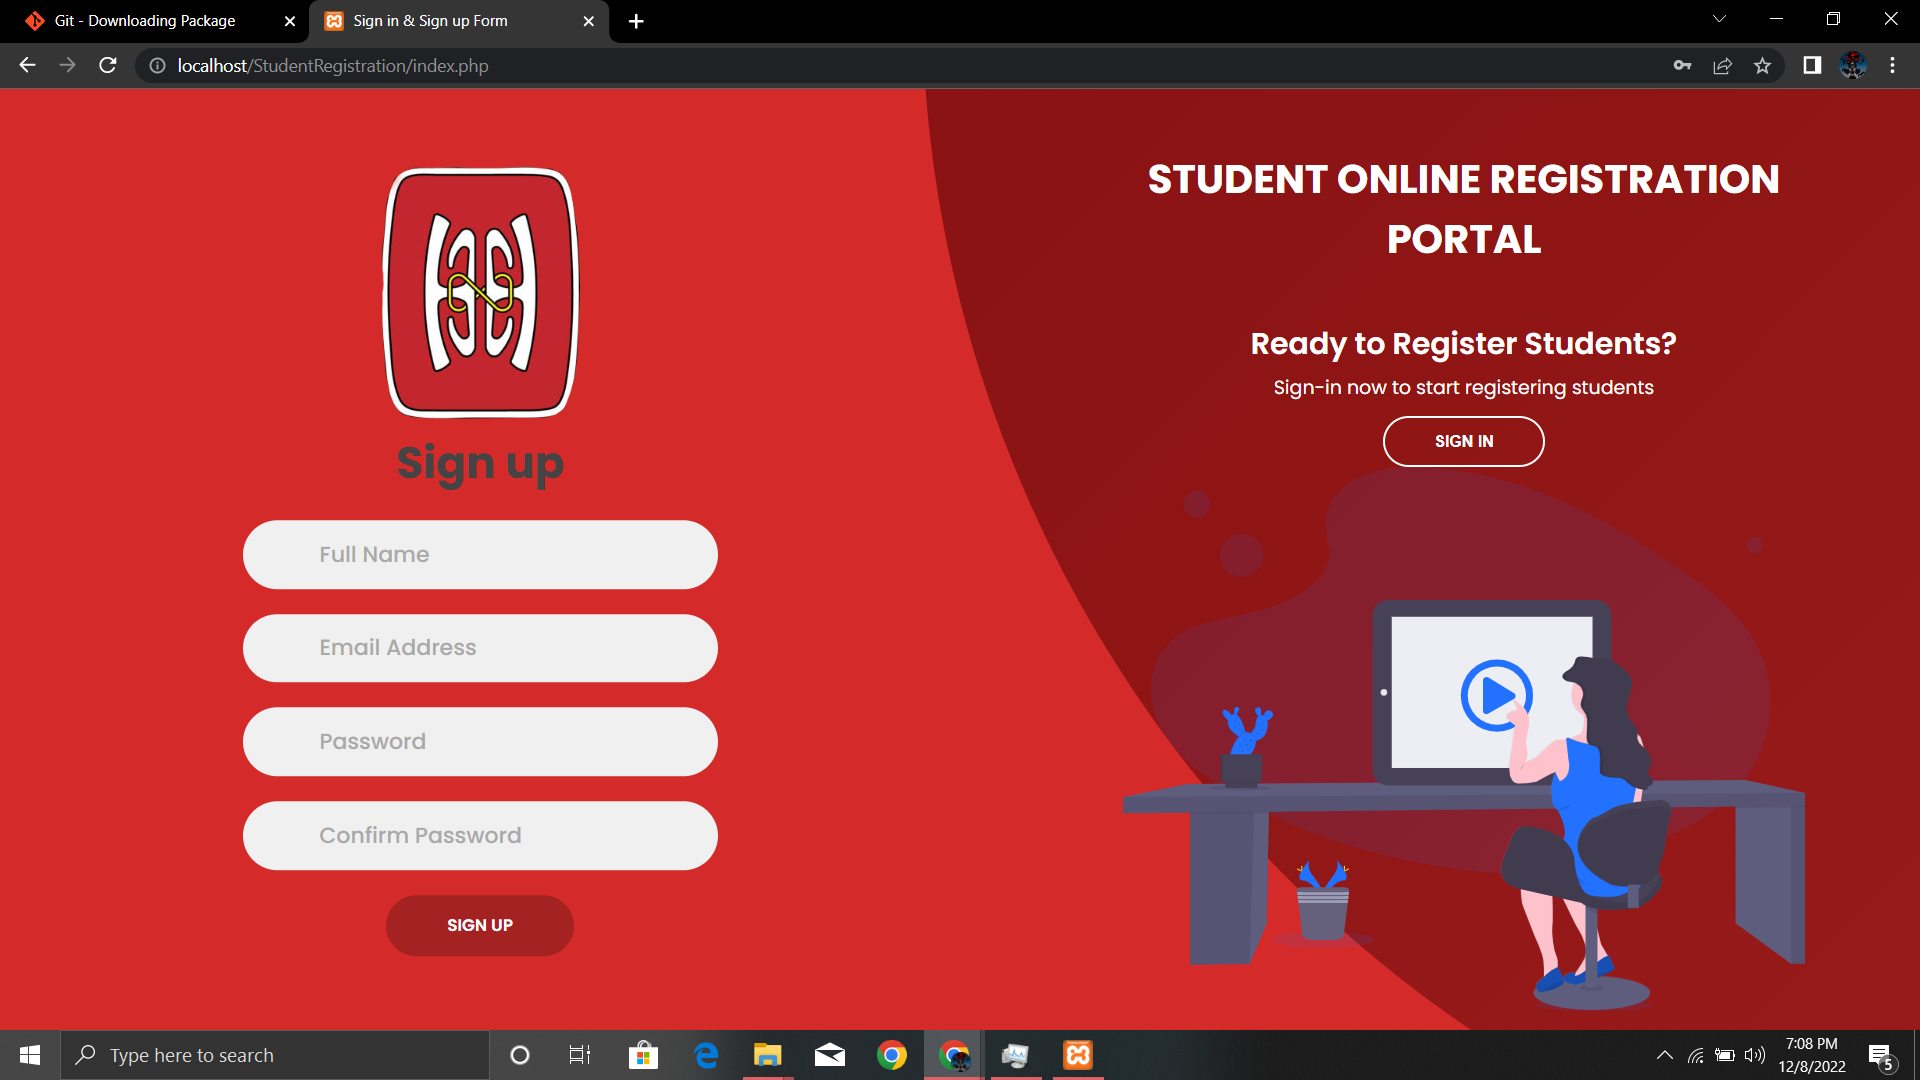 Git - Downloading Package
Sign in & Sign up Form
localhost/StudentRegistration/index.php
STUDENT ONLINE REGISTRATION
PORTAL
Ready to Register Students?
Sign-in now to start registering students
SIGN IN
Sign up
Full Name
Email Address
Password
Confirm Password
SIGN UP
Type here to search
7:08 PM
12/8/2022
5